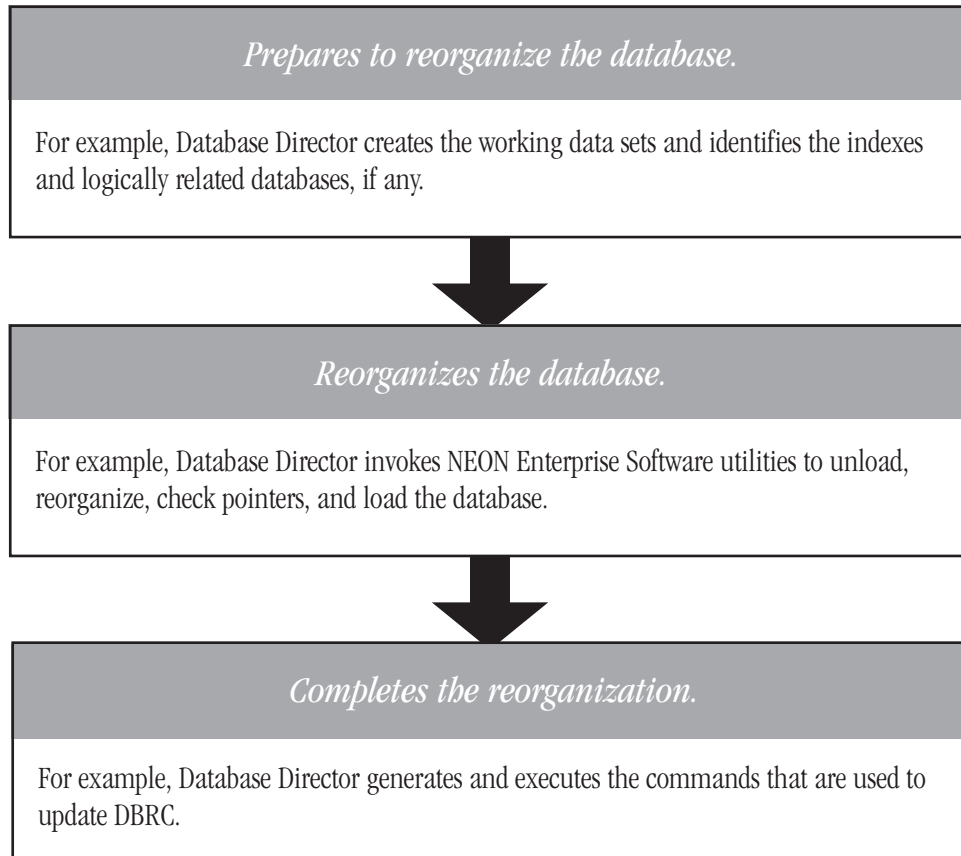 Prepares to reorganize the database.
For example, Database Director creates the working data sets and identifies the indexes
and logically related databases, if any.
Reorganizes the database.
For example, Database Director invokes NEON Enterprise Software utilities to unload,
reorganize, check pointers, and load the database.
Completes the reorganization.
For example, Database Director generates and executes the commands that are used to
update DBRC.